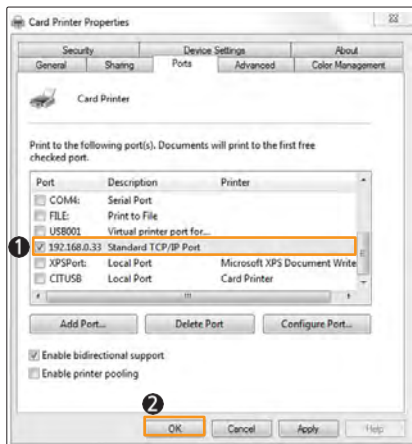 Card Printer Properties
Security Device Settings About
General Sharing Ports Advanced Color Management
Card Printer
Print to the following port(s). Documents will print to the first free
checked port.
Port Description Printer
COM4: Serial Port
FILE: Print to File
USB001 Virtual printer port for...
1 192.168.0.33 Standard TCP/IP Port
XPSPort: Local Port Microsoft XPS Document Write
CITUSB Local Port Card Printer
Add Port... Delete Port Configure Port...
Enable bidirectional support
Enable printer pooling
2
OK Cancel Apply Help